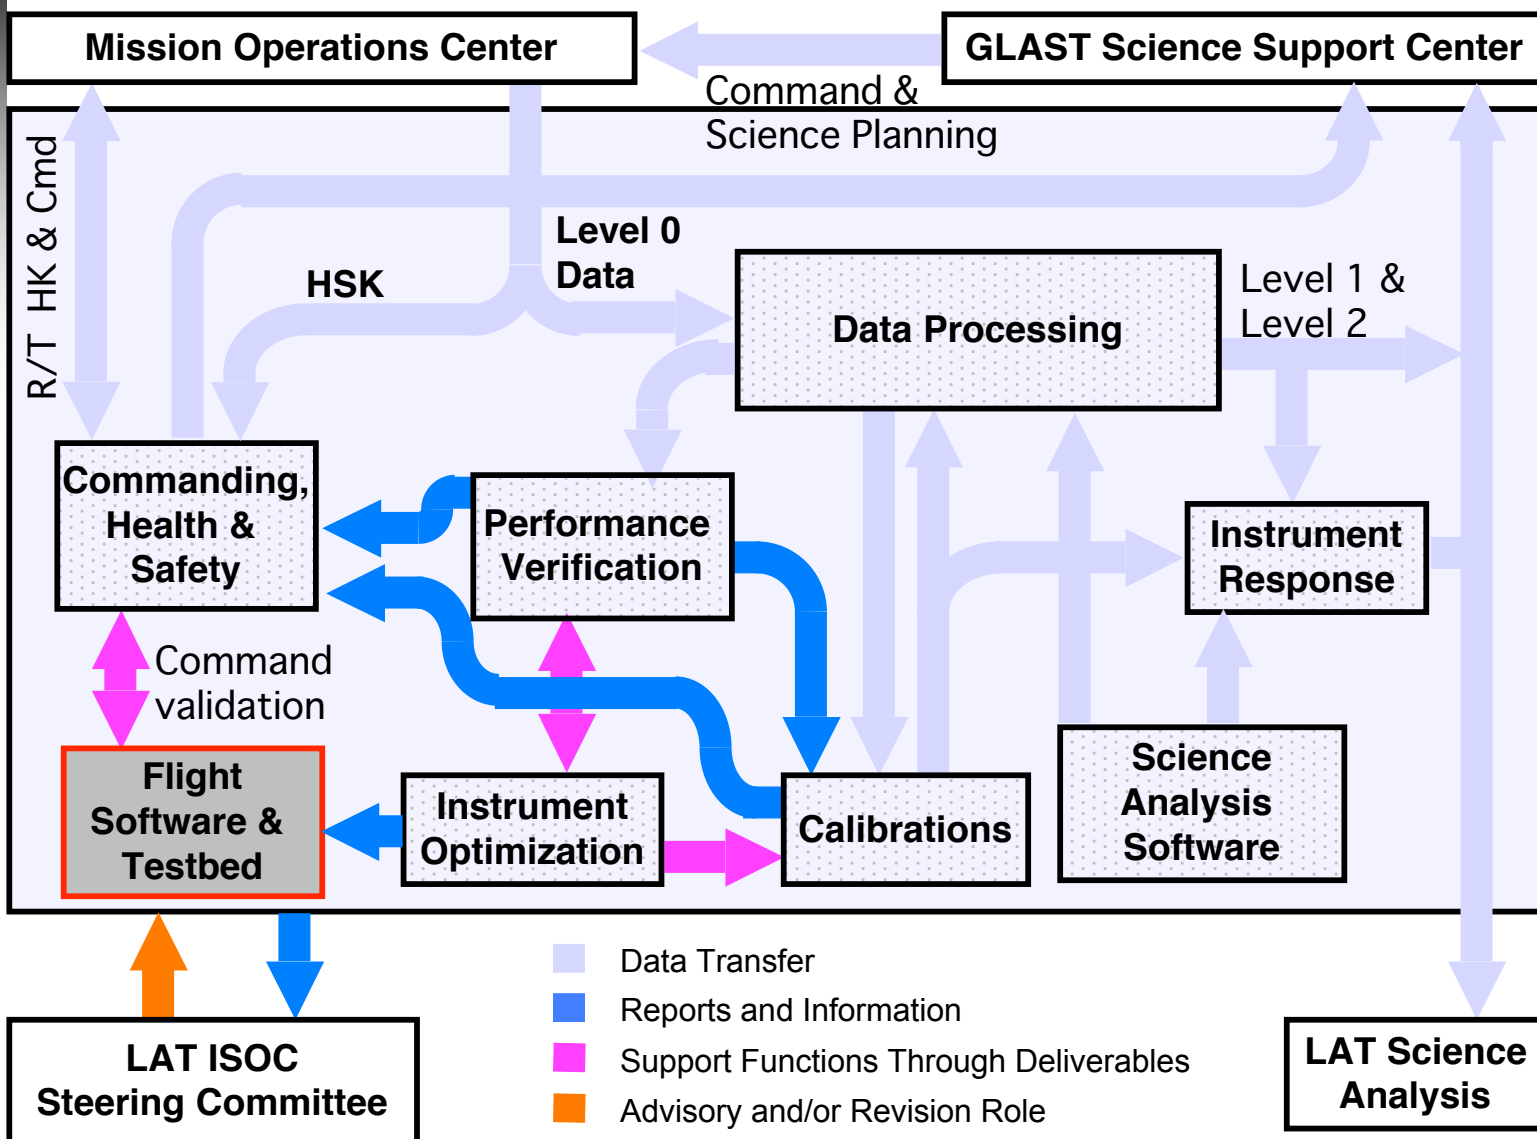 Mission Operations Center
GLAST Science Support Center
Command &
Science Planning
R/T HK & Cmd
Level 0
Data
HSK
Data Processing
Level 1 &
Level 2
Commanding,
Health &
Safety
Performance
Verification
Instrument
Response
Command
validation
Flight
Software &
Testbed
Instrument
Optimization
Calibrations
Science
Analysis
Software
Data Transfer
Reports and Information
Support Functions Through Deliverables
Advisory and/or Revision Role
LAT ISOC
Steering Committee
LAT Science
Analysis